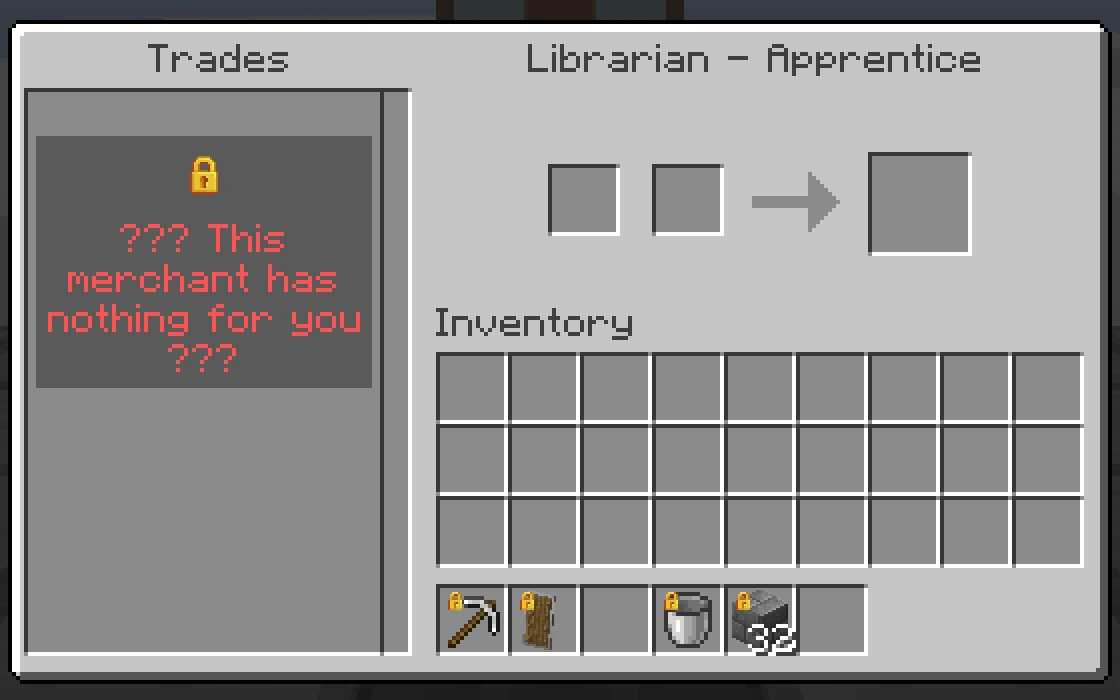 Trades
Librarian - Apprentice
??? This
merchant has
nothing for you
???
Inventory
32